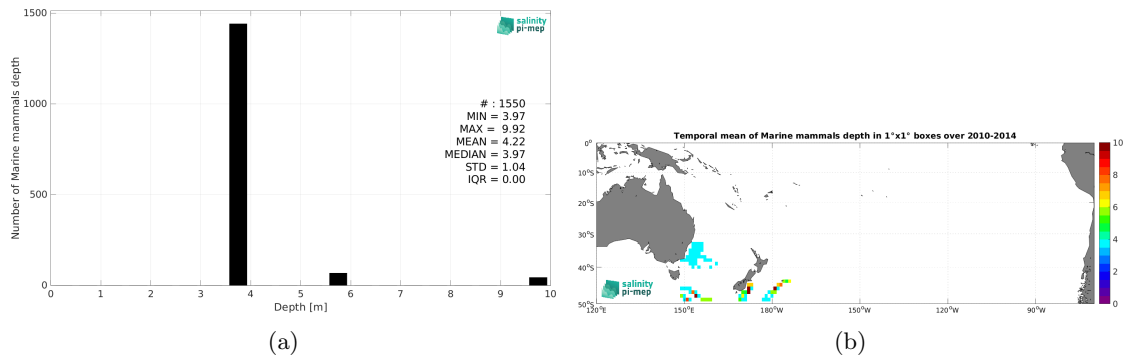 1500
1000
500
0
Number of Marine mammals depth
salinity
pi-mep
# : 1550
MIN = 3.97
MAX = 9.92
MEAN = 4.22
MEDIAN = 3.97
STD = 1.04
IQR = 0.00
0 1 2 3 4 5 6 7 8 9 10
Depth [m]
(a)
Temporal mean of Marine mammals depth in 1°x1° boxes over 2010-2014
0°
10°S
20°S
30°S
40°S
50°S
120°E 150°E 180°W 150°W 120°W 90°W
salinity
pi-mep
10
8
6
4
2
0
(b)